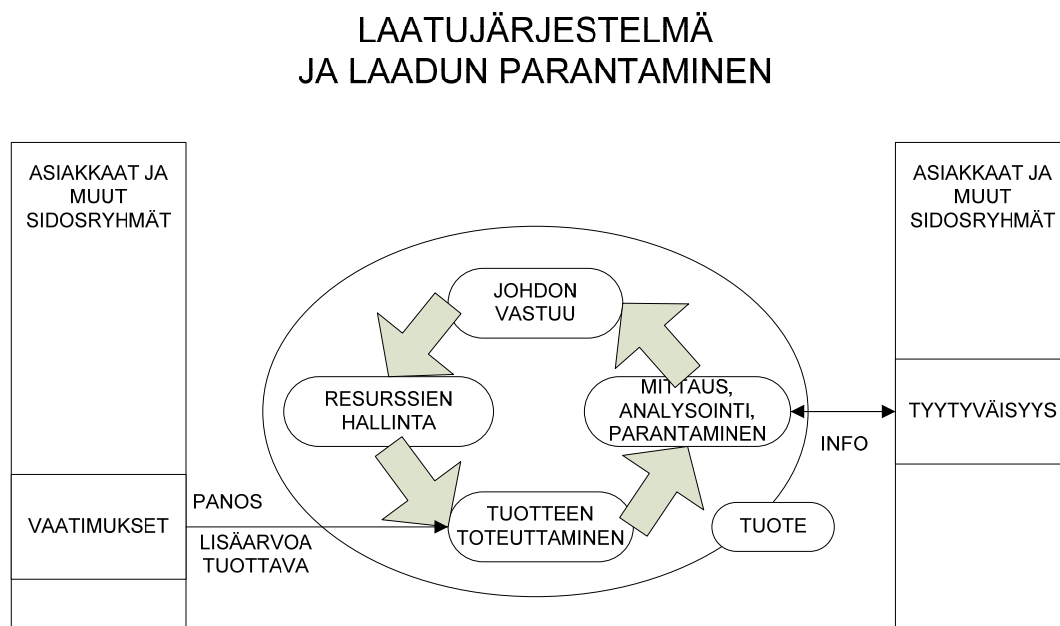 LAATUJÄRJESTELMÄ
JA LAADUN PARANTAMINEN
ASIAKKAAT JA
MUUT
SIDOSRYHMÄT
VAATIMUKSET
PANOS
LISÄARVOA
TUOTTAVA
JOHDON
VASTUU
RESURSSIEN
HALLINTA
MITTAUS,
ANALYSOINTI,
PARANTAMINEN
TUOTTEEN
TOTEUTTAMINEN
TUOTE
INFO
ASIAKKAAT JA
MUUT
SIDOSRYHMÄT
TYYTYVÄISYYS